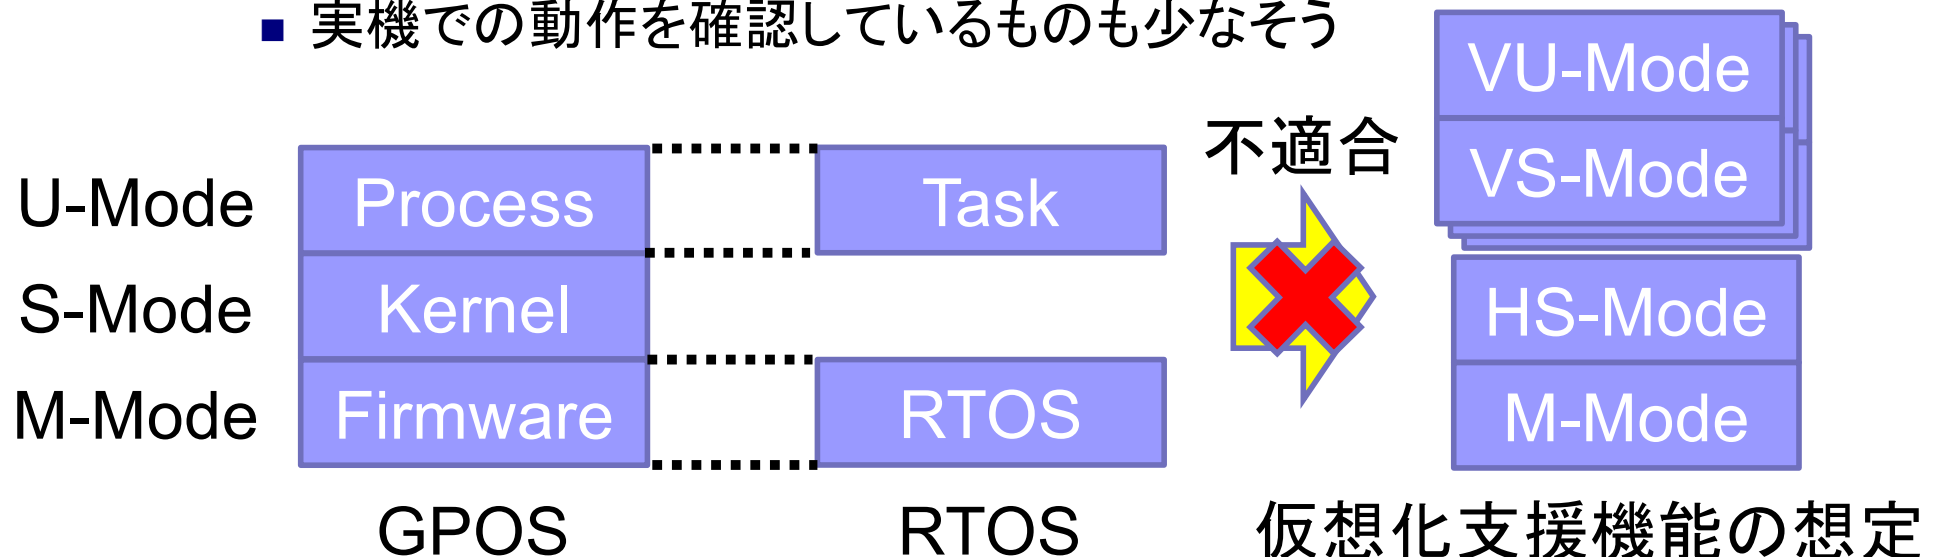 ■ 実機での動作を確認しているものも少なそう
VU-Mode
VS-Mode
不適合
U-Mode
Process
Task
S-Mode
Kernel
HS-Mode
M-Mode
Firmware
RTOS
M-Mode
GPOS
RTOS
仮想化支援機能の想定